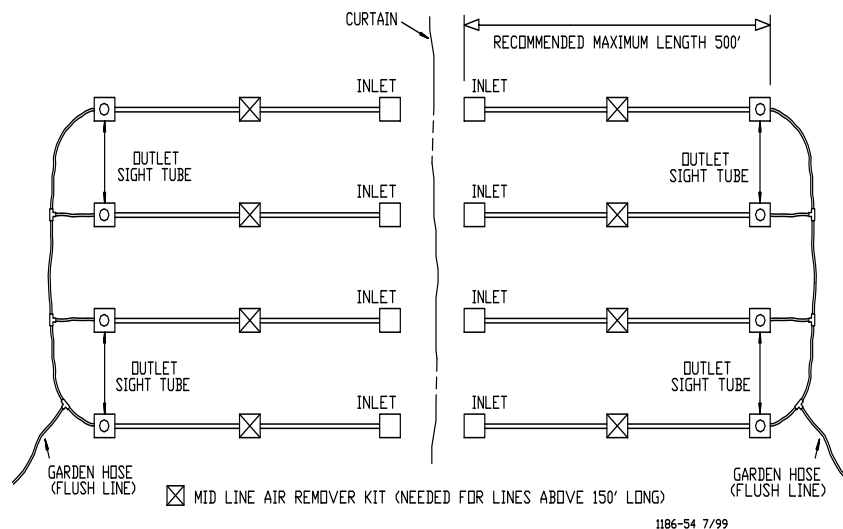 CURTAIN
RECOMMENDED MAXIMUM LENGTH 500'
INLET
INLET
OUTLET
SIGHT TUBE
OUTLET
SIGHT TUBE
INLET
INLET
INLET
INLET
OUTLET
SIGHT TUBE
OUTLET
SIGHT TUBE
INLET
INLET
GARDEN HOSE
(FLUSH LINE)
GARDEN HOSE
(FLUSH LINE)
MID LINE AIR REMOVER KIT (NEEDED FOR LINES ABOVE 150' LONG)
1186-54 7/99